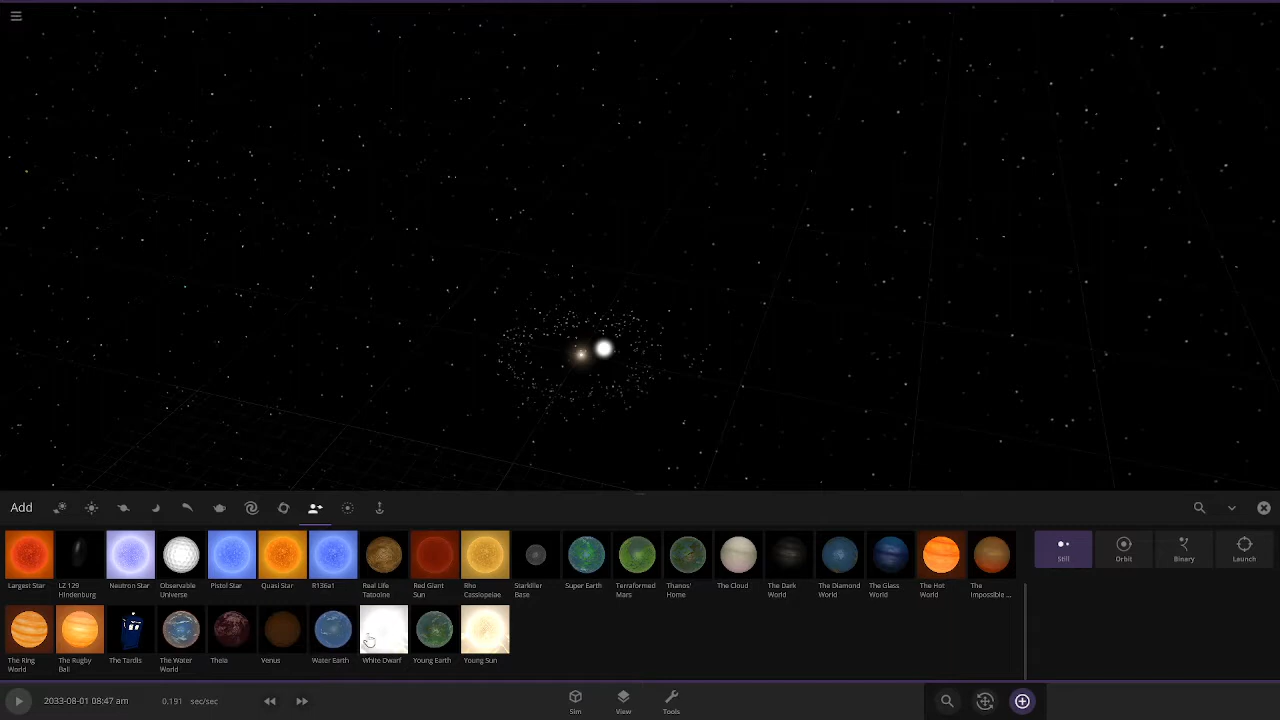 Add
Still
Orbit
Binary
Launch
Largest Star
LZ 129 Hindenburg
Neutron Star
Observable Universe
Pistol Star
Quasi Star
R136a1
Real Life Tatooine
Red Giant Sun
Rho Cassiopeiae
Starkiller Base
Super Earth
Terraformed Mars
Thanos' Home
The Cloud
The Dark World
The Diamond World
The Glass World
The Hot World
The Impossible ...
The Ring World
The Rugby Ball
The Tardis
The Water World
Theia
Venus
Water Earth
White Dwarf
Young Earth
Young Sun
2033-08-01 08:47 am
0.191 sec/sec
Sim
View
Tools